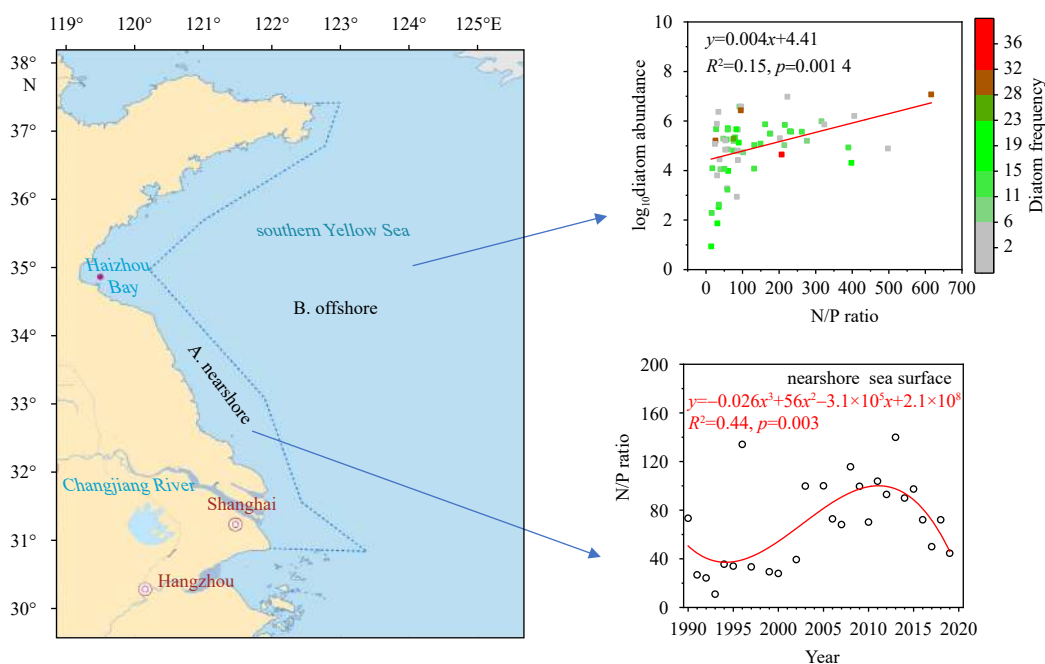 119° 120° 121° 122° 123° 124° 125°E
38°
N
37°
36°
35°
34°
33°
32°
31°
30°
southern Yellow Sea
Haizhou
Bay
B. offshore
A. nearshore
Changjiang River
Shanghai
Hangzhou
y=0.004x+4.41
R²=0.15, p=0.001 4
log₁₀diatom abundance
10
8
6
4
2
0
0 100 200 300 400 500 600 700
N/P ratio
36
32
28
23
19
15
11
6
2
Diatom frequency
nearshore sea surface
y=−0.026x³+56x²−3.1×10⁵x+2.1×10⁸
R²=0.44, p=0.003
N/P ratio
200
160
120
80
40
0
1990 1995 2000 2005 2010 2015 2020
Year